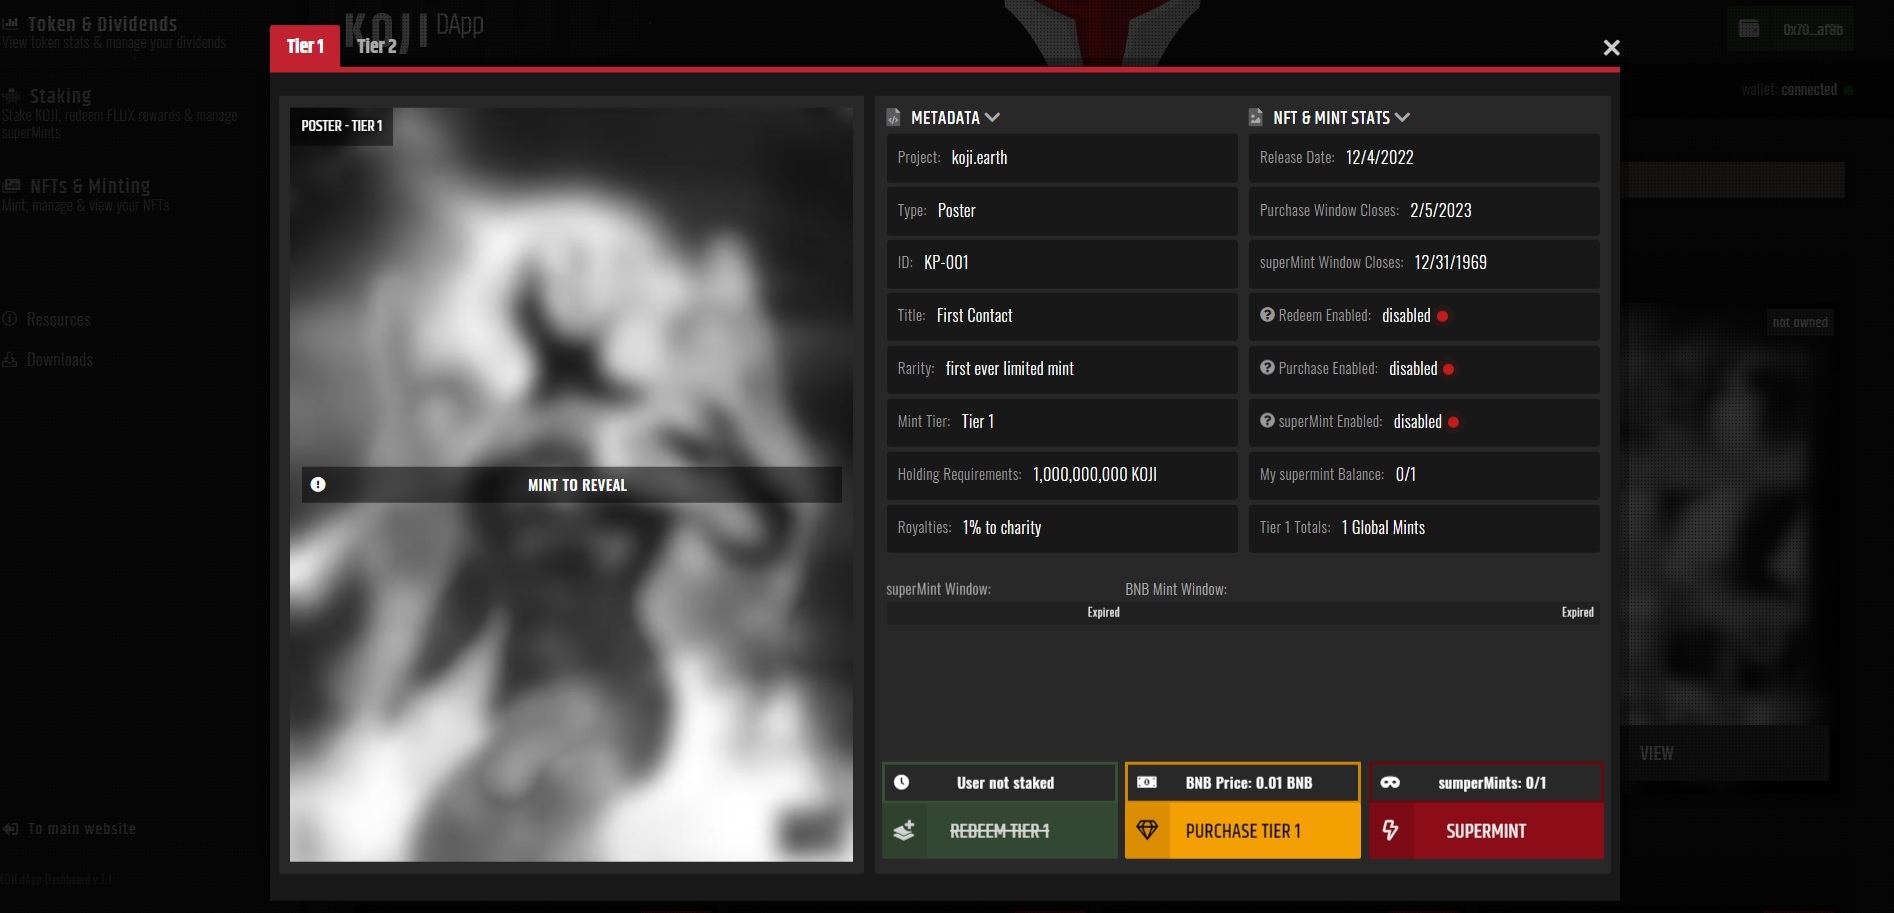 Token & Dividends
View token stats & manage your dividends
KOJI DApp
0x70...af8b
Tier 1
Tier 2
wallet: connected
Staking
Stake KOJI, redeem FLUX rewards & manage
superMints
NFTs & Minting
Mint, manage & view your NFTs
Resources
Downloads
To main website
KOJI dApp Dashboard v.1.1
POSTER - TIER 1
MINT TO REVEAL
METADATA
Project: koji.earth
Type: Poster
ID: KP-001
Title: First Contact
Rarity: first ever limited mint
Mint Tier: Tier 1
Holding Requirements: 1,000,000,000 KOJI
Royalties: 1% to charity
NFT & MINT STATS
Release Date: 12/4/2022
Purchase Window Closes: 2/5/2023
superMint Window Closes: 12/31/1969
Redeem Enabled: disabled
Purchase Enabled: disabled
superMint Enabled: disabled
My supermint Balance: 0/1
Tier 1 Totals: 1 Global Mints
superMint Window:
Expired
BNB Mint Window:
Expired
User not staked
REDEEM TIER 1
BNB Price: 0.01 BNB
PURCHASE TIER 1
sumperMints: 0/1
SUPERMINT
not owned
VIEW